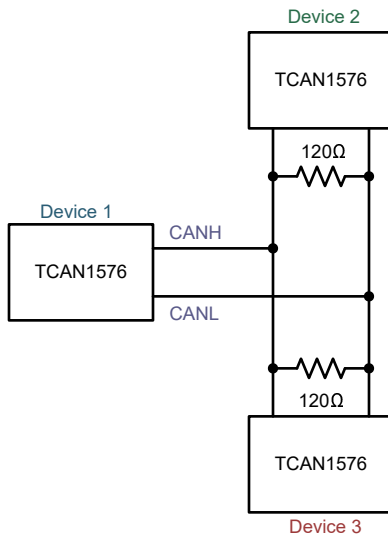 Device 2
TCAN1576
120Ω
Device 1
CANH
TCAN1576
CANL
120Ω
TCAN1576
Device 3